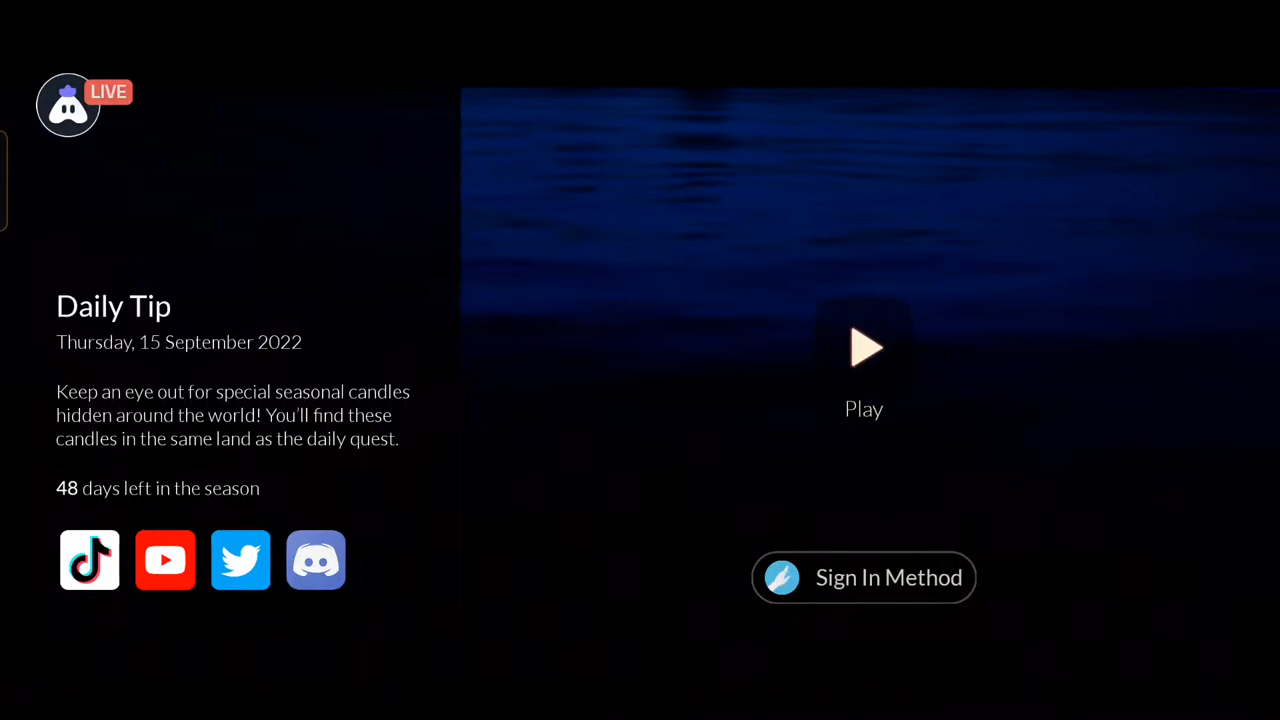 LIVE
Daily Tip
Thursday, 15 September 2022
Keep an eye out for special seasonal candles
hidden around the world! You'll find these
candles in the same land as the daily quest.
48 days left in the season
Play
Sign In Method